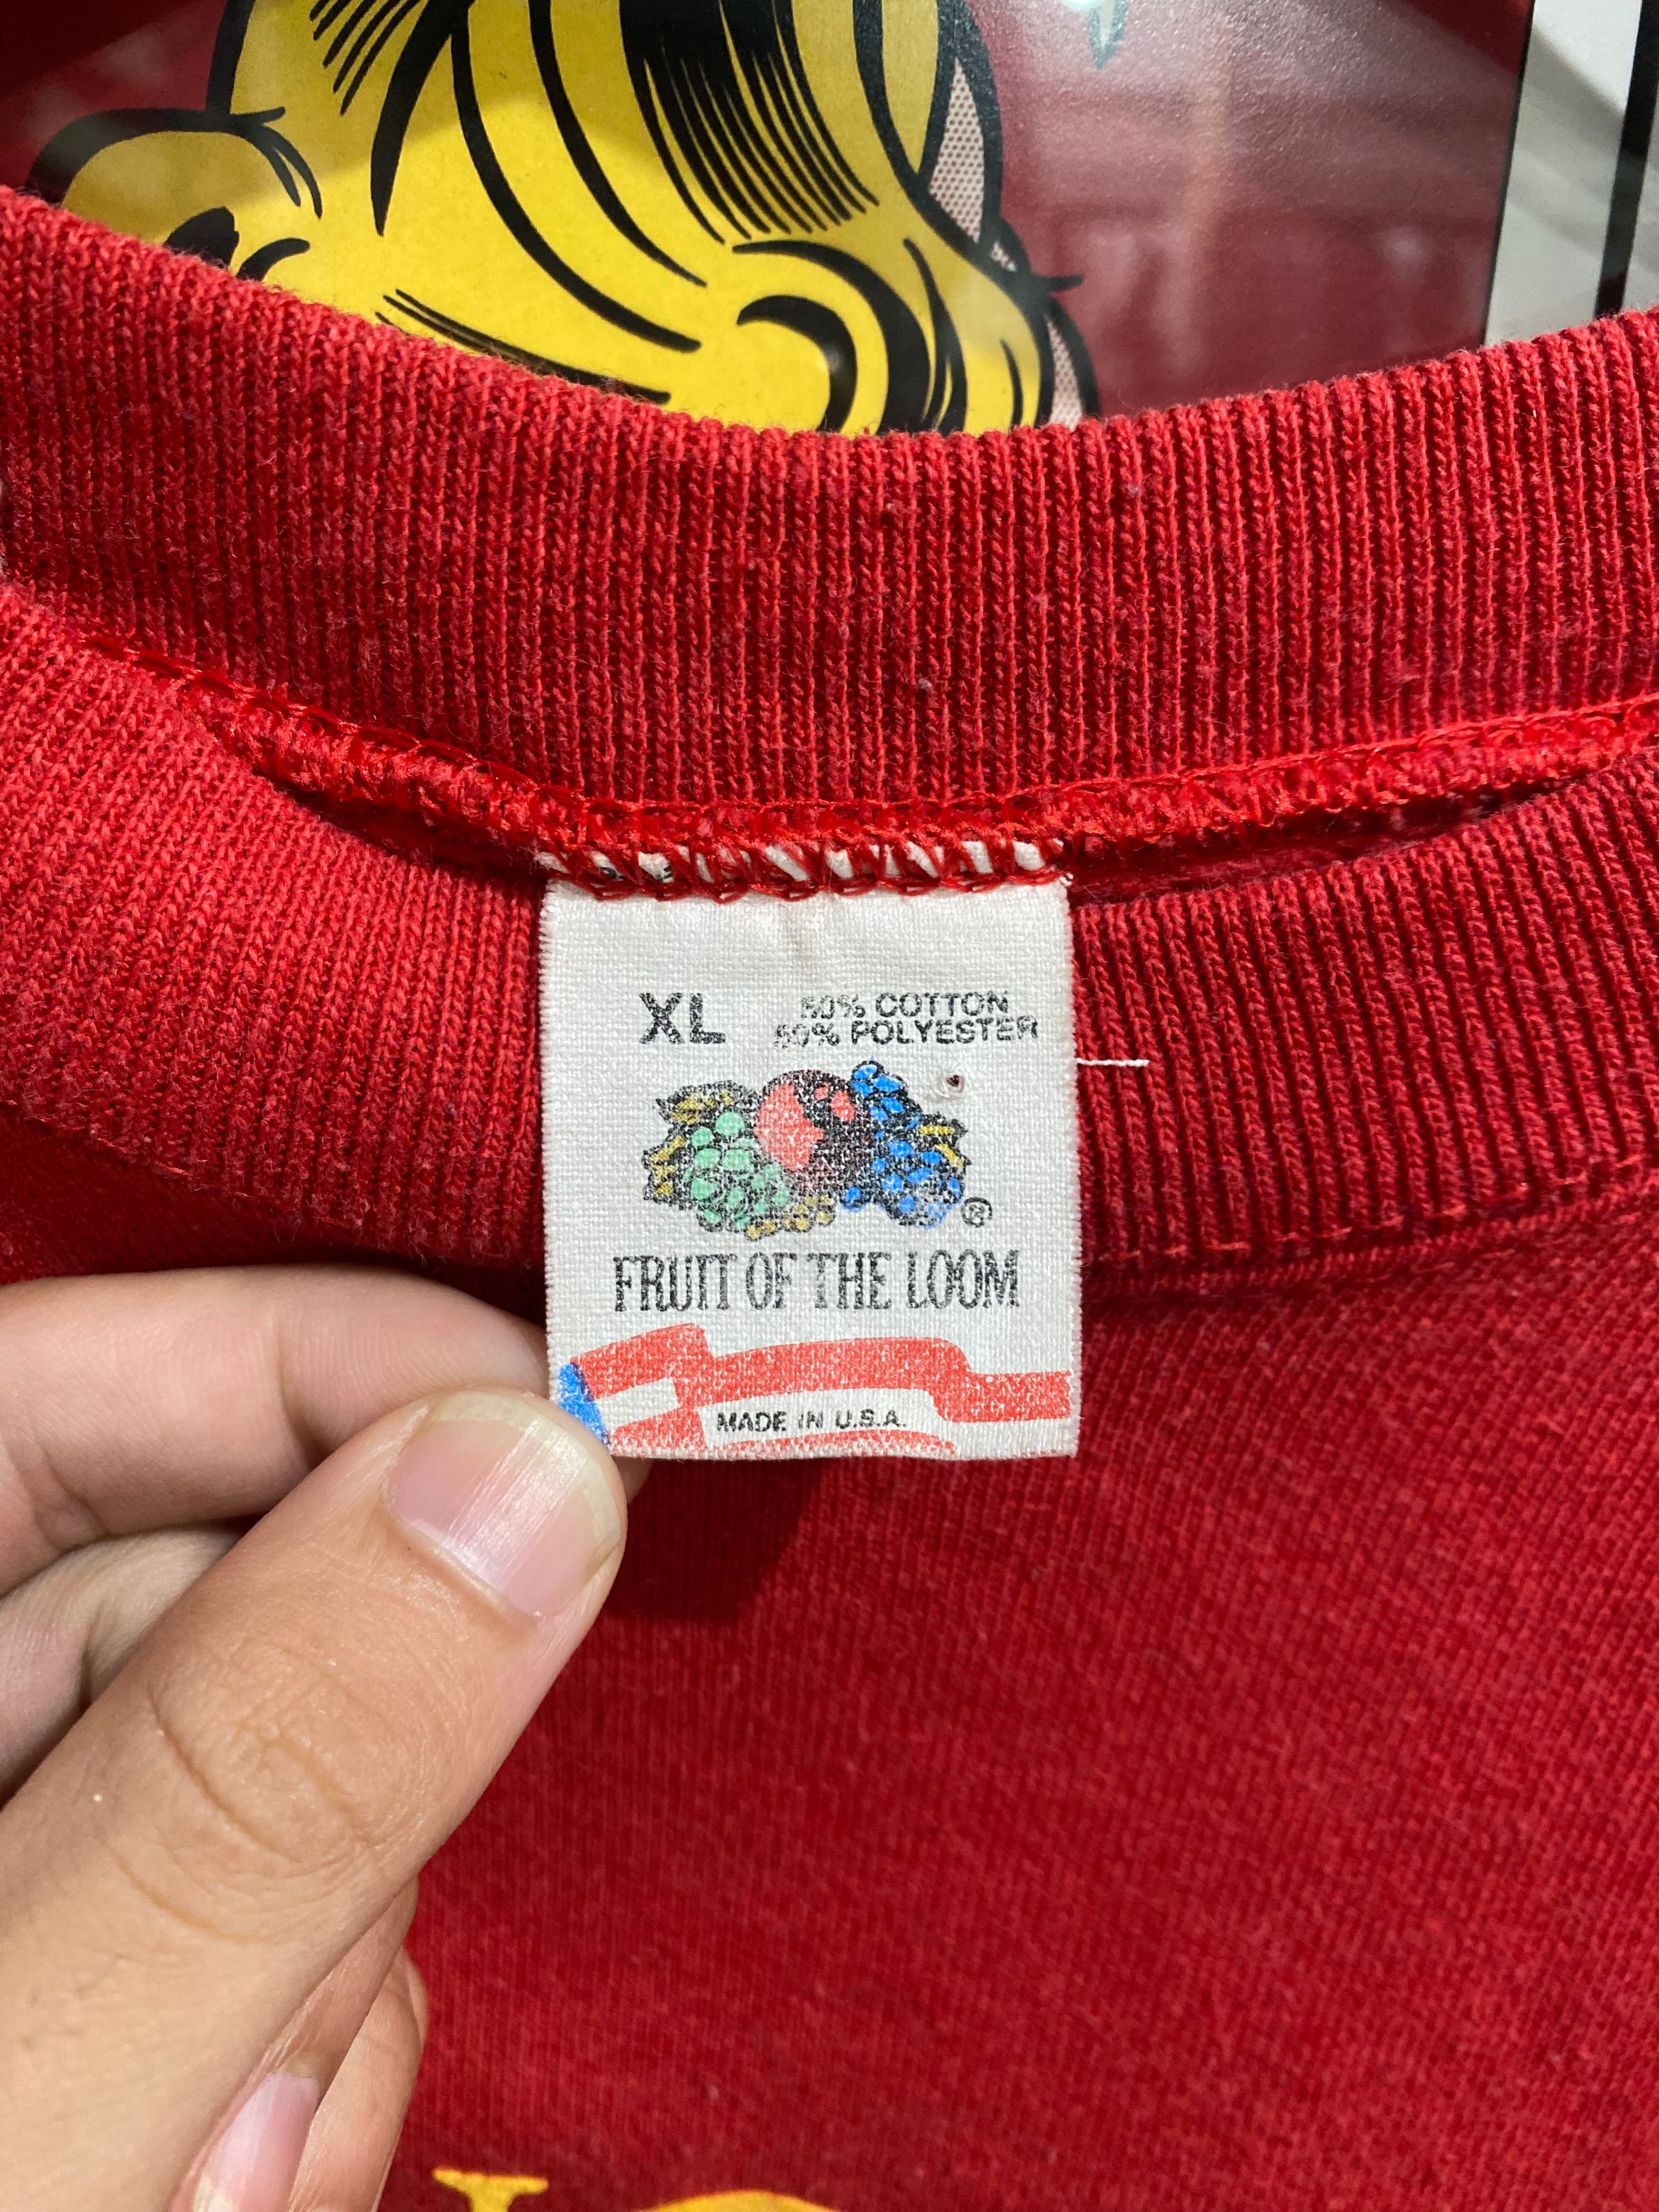 XL
50% COTTON
50% POLYESTER
®
FRUIT OF THE LOOM
MADE IN U.S.A.